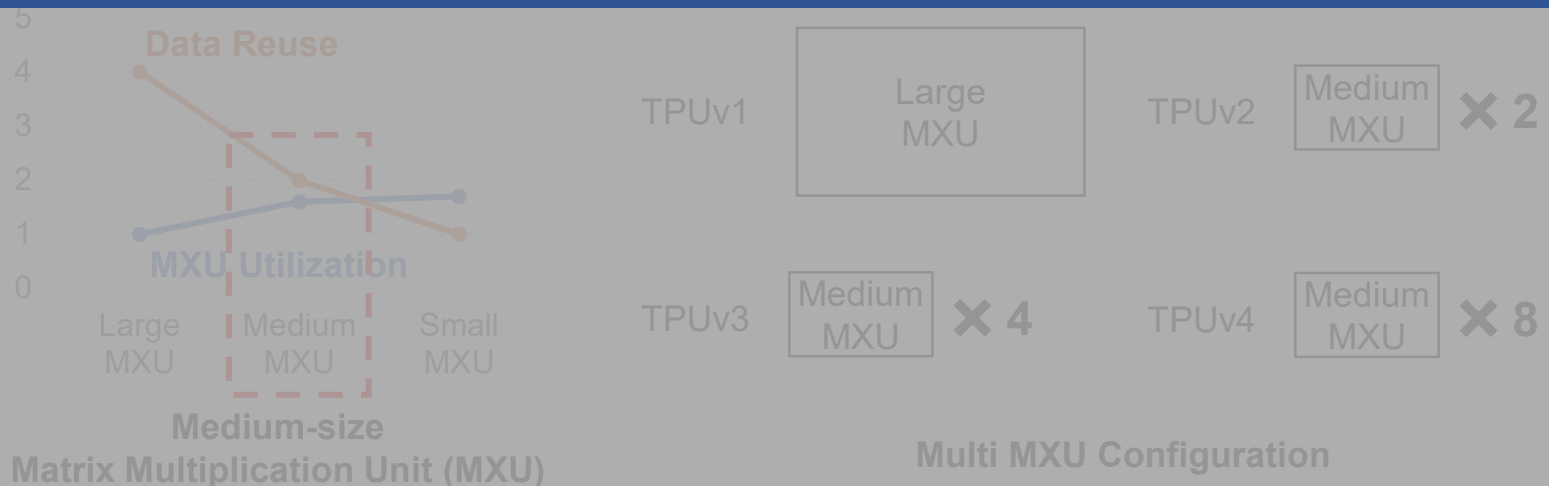 5
Data Reuse
4
3
2
1
MXU Utilization
0
Large MXU
Medium MXU
Small MXU
Medium-size
Matrix Multiplication Unit (MXU)
TPUv1
Large
MXU
TPUv2
Medium
MXU
× 2
TPUv3
Medium
MXU
× 4
TPUv4
Medium
MXU
× 8
Multi MXU Configuration